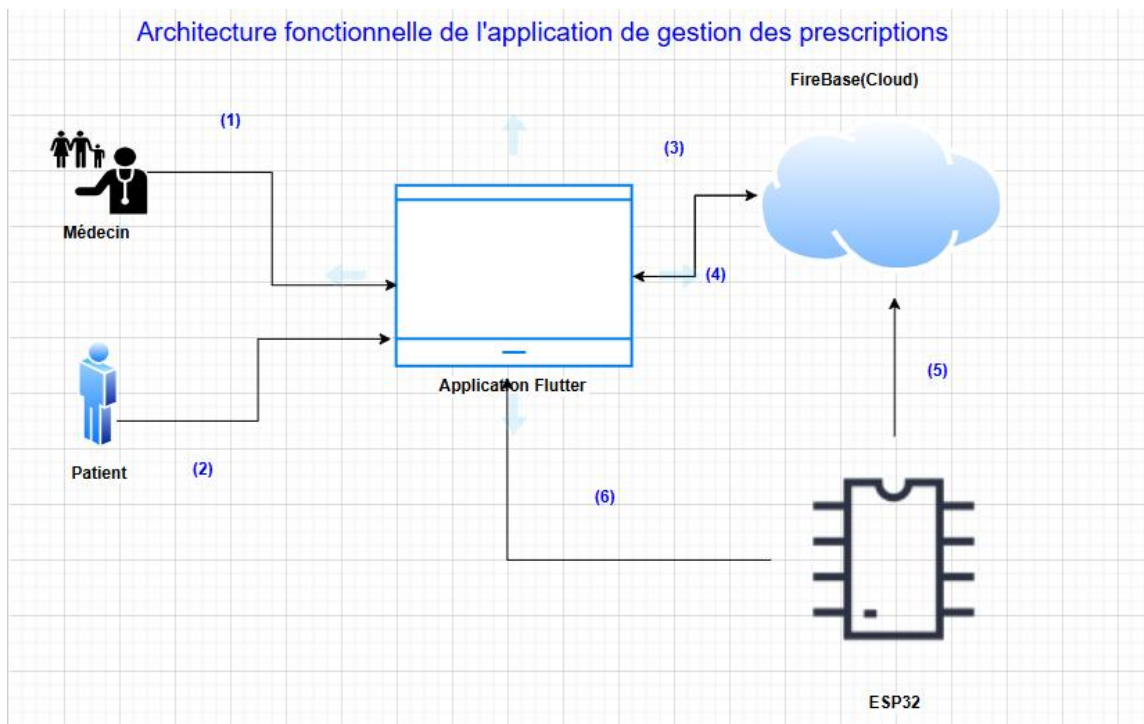 Architecture fonctionnelle de l'application de gestion des prescriptions
FireBase(Cloud)
(1)
(3)
Médecin
(4)
(5)
Application Flutter
Patient
(2)
(6)
ESP32